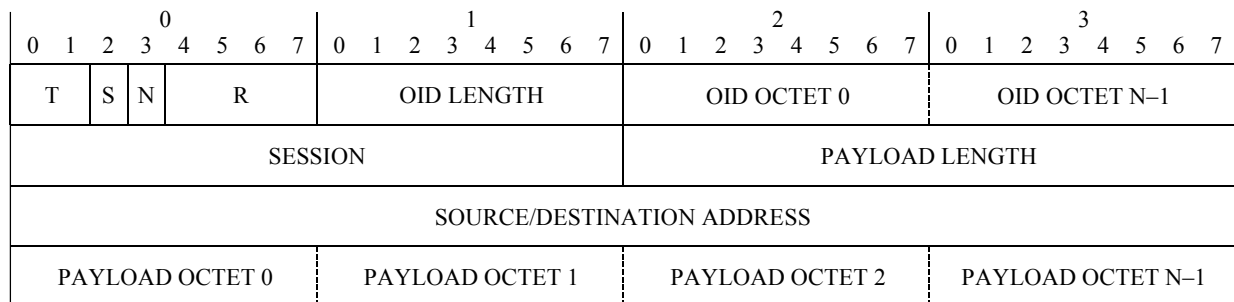 0 1 2 3
0 1 2 3 4 5 6 7 0 1 2 3 4 5 6 7 0 1 2 3 4 5 6 7 0 1 2 3 4 5 6 7
T S N R OID LENGTH OID OCTET 0 OID OCTET N–1
SESSION PAYLOAD LENGTH
SOURCE/DESTINATION ADDRESS
PAYLOAD OCTET 0 PAYLOAD OCTET 1 PAYLOAD OCTET 2 PAYLOAD OCTET N–1